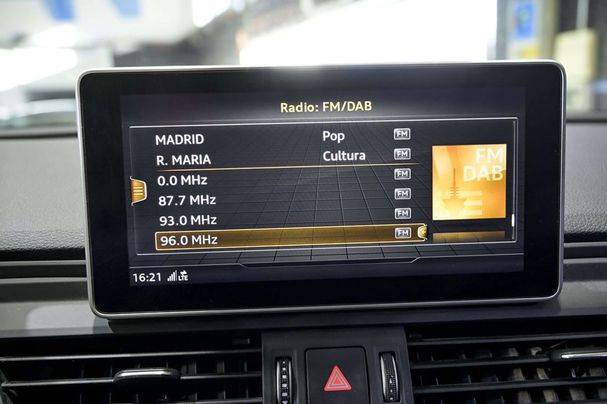 Radio: FM/DAB
MADRID Pop FM
R. MARIA Cultura FM
0.0 MHz FM
87.7 MHz FM
93.0 MHz FM
96.0 MHz FM
FM
DAB
16:21 LTE